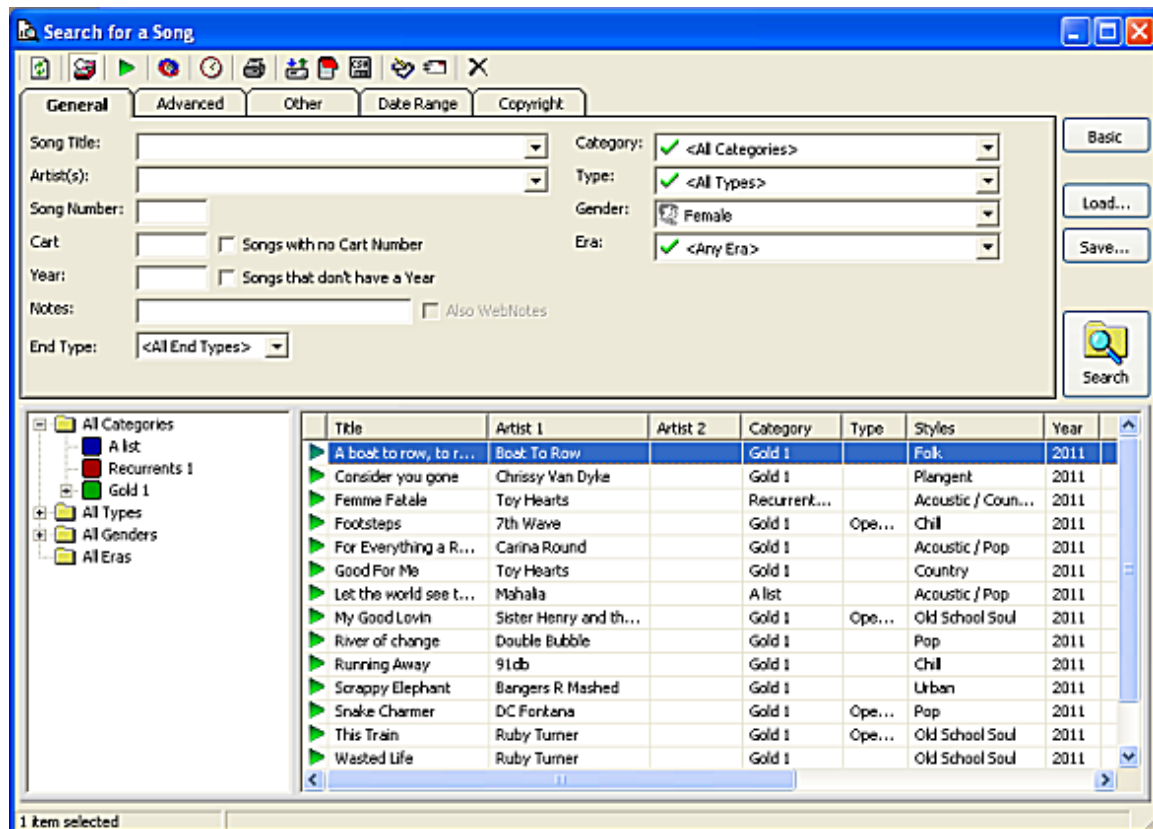 Search for a Song
General Advanced Other Date Range Copyright
Song Title: Category: <All Categories> Basic
Artist(s): Type: <All Types>
Song Number: Gender: Female Load...
Cart Songs with no Cart Number Era: <Any Era> Save...
Year: Songs that don't have a Year
Notes: Also WebNotes
End Type: <All End Types>
Search
All Categories
A list
Recurrents 1
Gold 1
All Types
All Genders
All Eras
Title Artist 1 Artist 2 Category Type Styles Year
A boat to row, to r... Boat To Row Gold 1 Folk 2011
Consider you gone Chrissy Van Dyke Gold 1 Plangent 2011
Femme Fatale Toy Hearts Recurrent... Acoustic / Coun... 2011
Footsteps 7th Wave Gold 1 Ope... Chill 2011
For Everything a R... Carina Round Gold 1 Acoustic / Pop 2011
Good For Me Toy Hearts Gold 1 Country 2011
Let the world see t... Mahalia A list Acoustic / Pop 2011
My Good Lovin Sister Henry and th... Gold 1 Ope... Old School Soul 2011
River of change Double Bubble Gold 1 Pop 2011
Running Away 91db Gold 1 Chill 2011
Scrappy Elephant Bangers R Mashed Gold 1 Urban 2011
Snake Charmer DC Fontana Gold 1 Ope... Pop 2011
This Train Ruby Turner Gold 1 Ope... Old School Soul 2011
Wasted Life Ruby Turner Gold 1 Old School Soul 2011
1 item selected